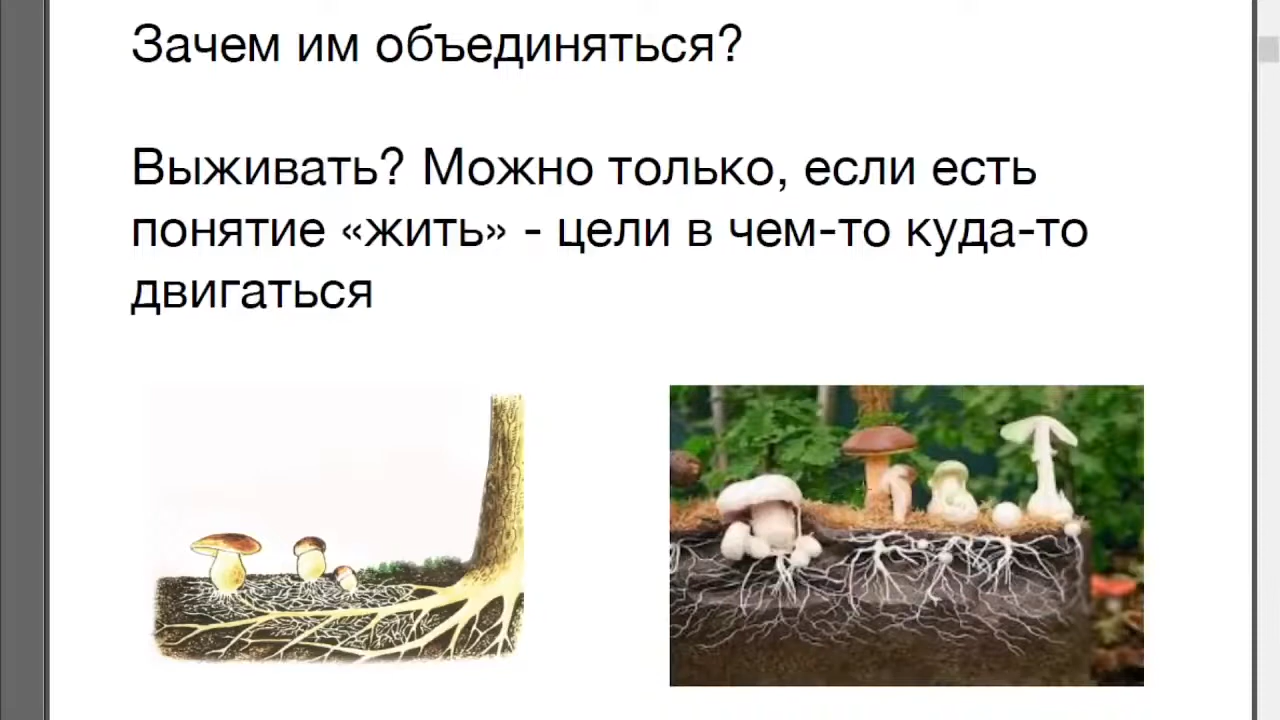 Зачем им объединяться?
Выживать? Можно только, если есть
понятие «жить» - цели в чем-то куда-то
двигаться